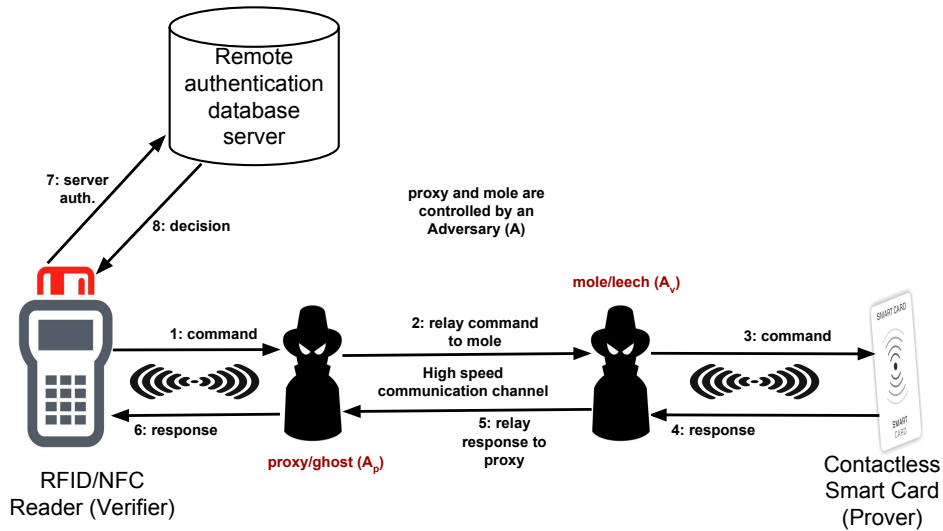 Remote
authentication
database
server
7: server
auth.
8: decision
proxy and mole are
controlled by an
Adversary (A)
mole/leech (Av)
1: command
2: relay command
to mole
3: command
High speed
communication channel
6: response
5: relay
response to
proxy
4: response
proxy/ghost (Ap)
SMART CARD
SMART
CARD
RFID/NFC
Reader (Verifier)
Contactless
Smart Card
(Prover)